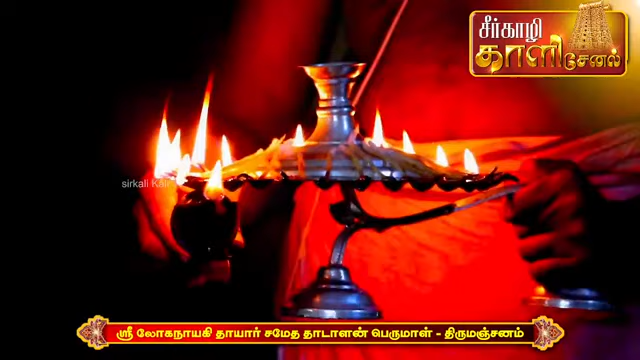 சீர்காழி
தாளி
சேனல்
sirkali Kali
ஸ்ரீ லோகநாயகி தாயார் சமேத தாடாளன் பெருமாள் - திருமஞ்சனம்